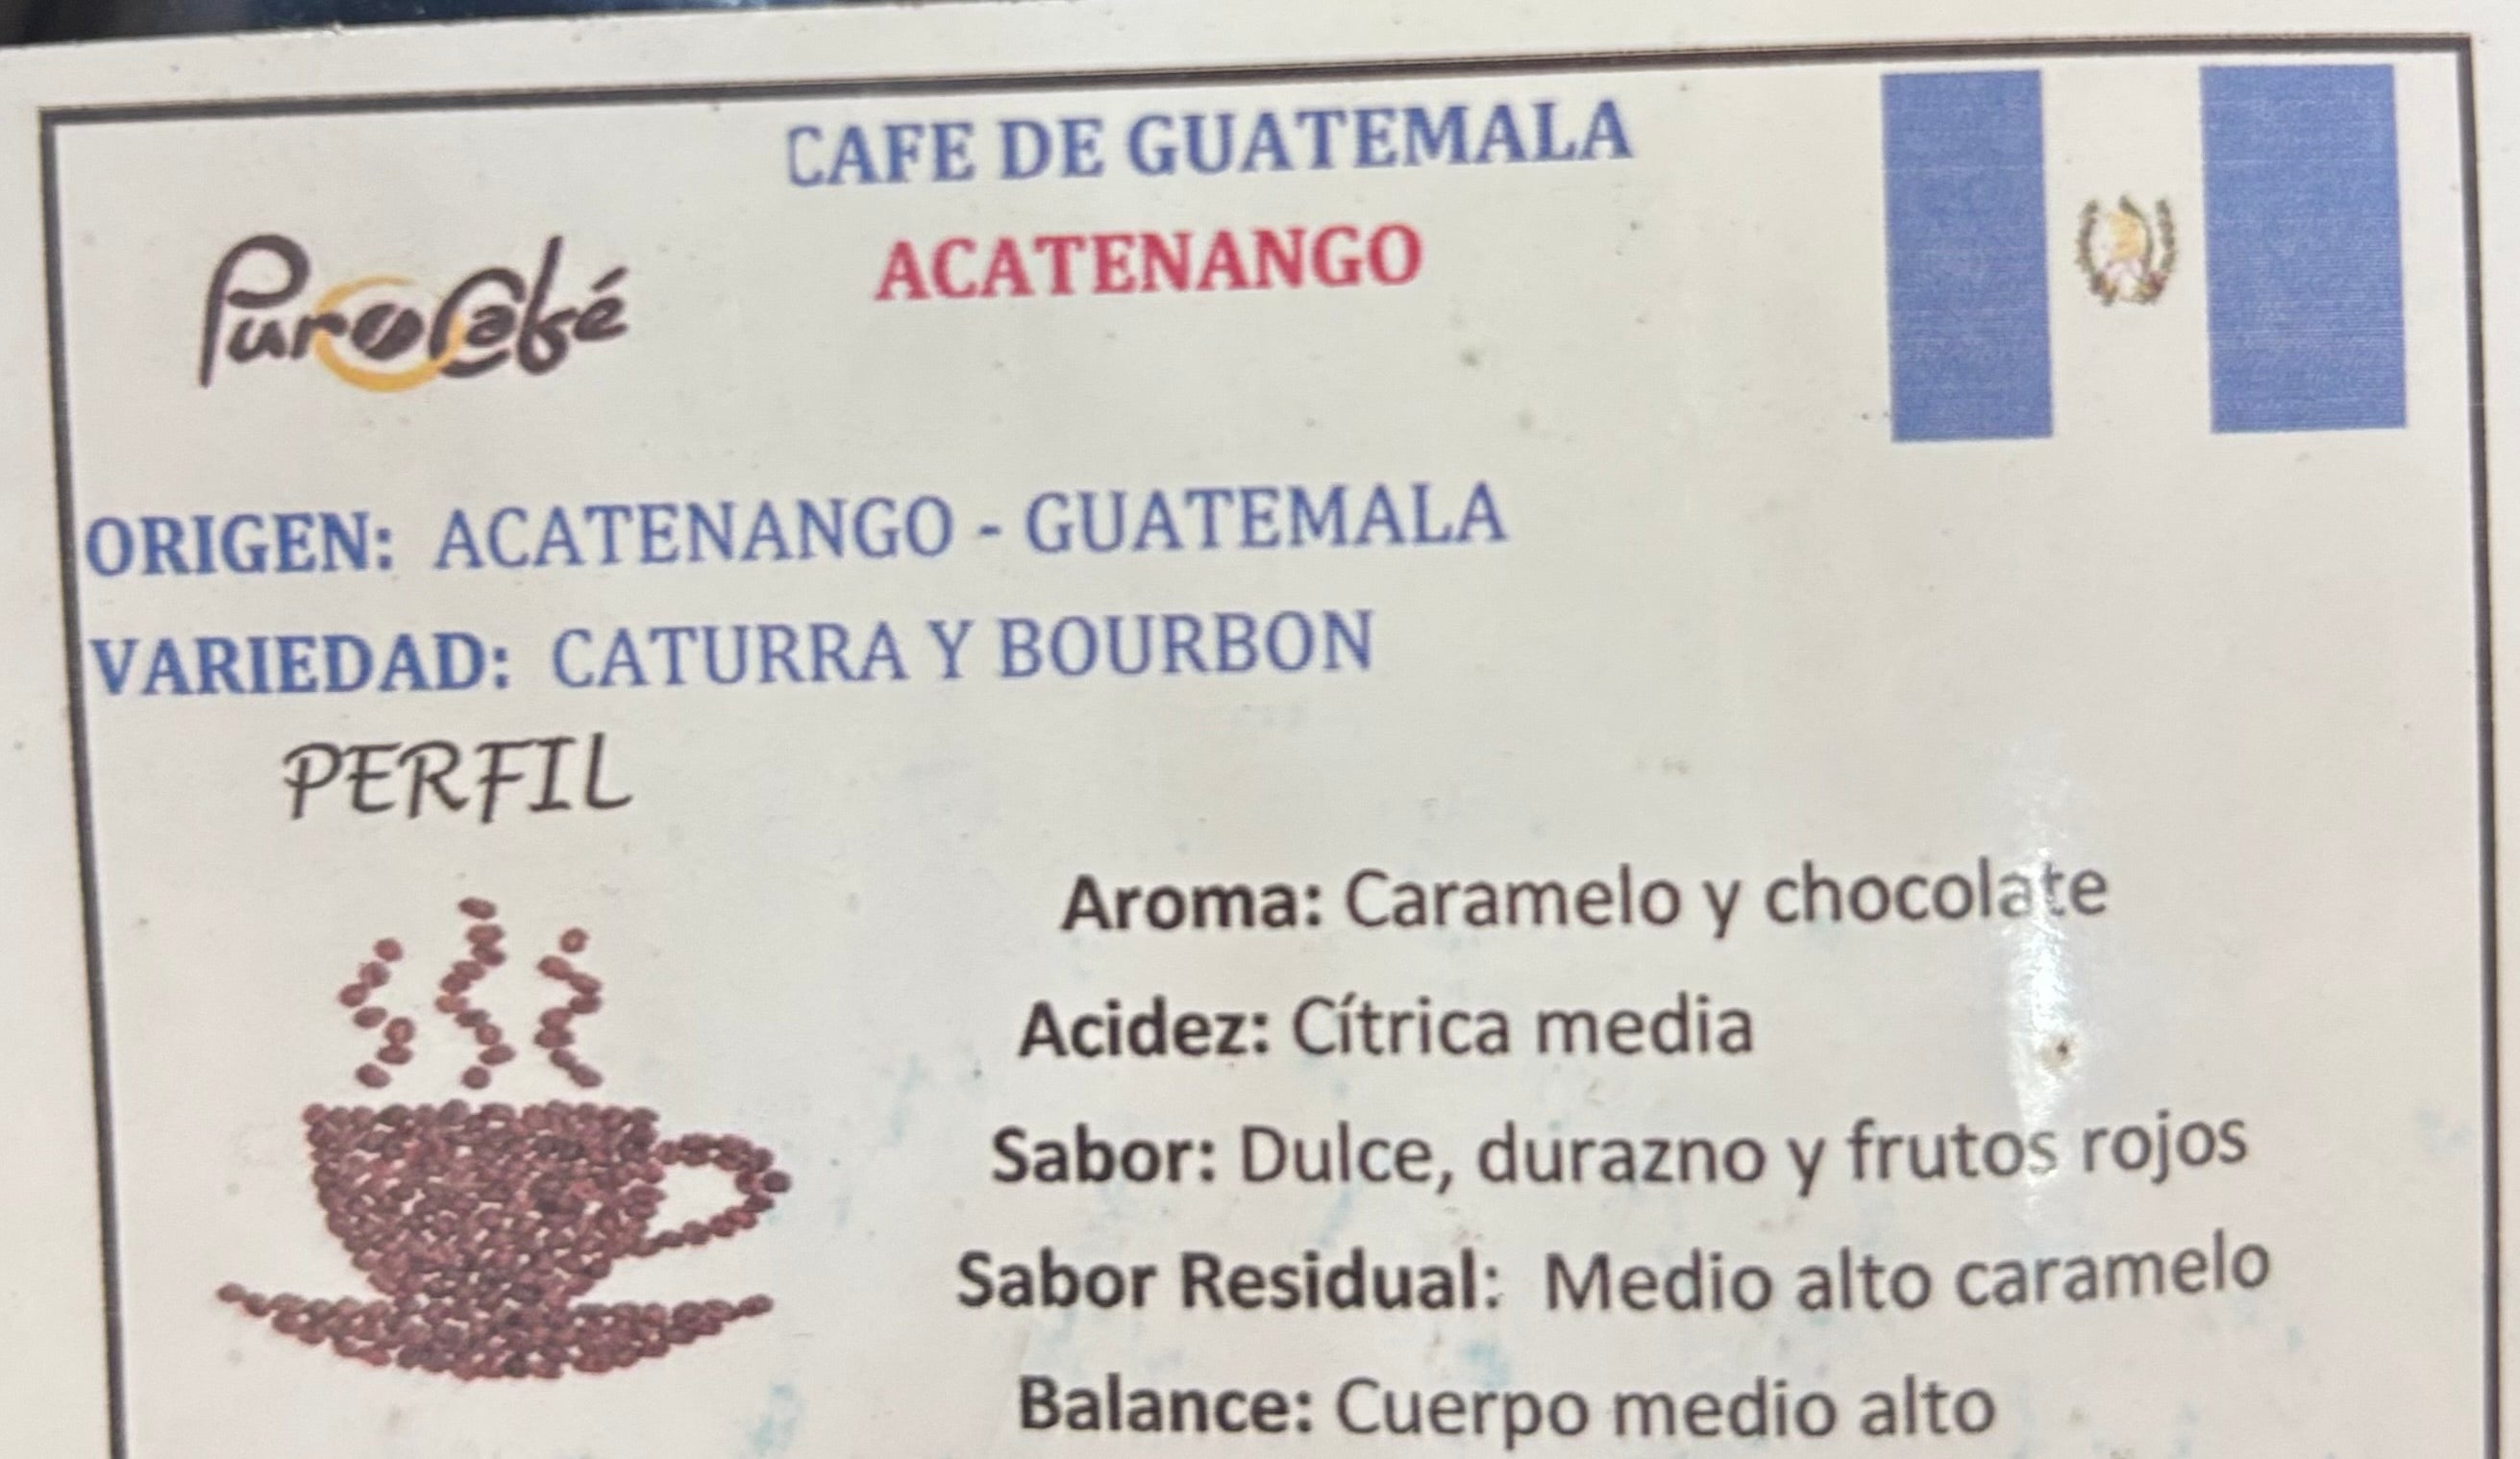 CAFE DE GUATEMALA
ACATENANGO
PuroCafé
ORIGEN: ACATENANGO - GUATEMALA
VARIEDAD: CATURRA Y BOURBON
PERFIL
Aroma: Caramelo y chocolate
Acidez: Cítrica media
Sabor: Dulce, durazno y frutos rojos
Sabor Residual: Medio alto caramelo
Balance: Cuerpo medio alto